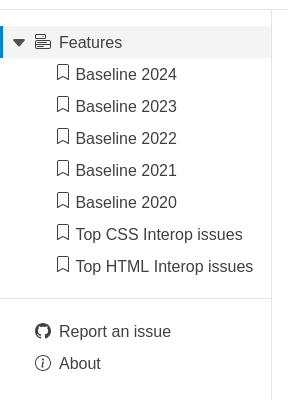 Features
Baseline 2024
Baseline 2023
Baseline 2022
Baseline 2021
Baseline 2020
Top CSS Interop issues
Top HTML Interop issues
Report an issue
About